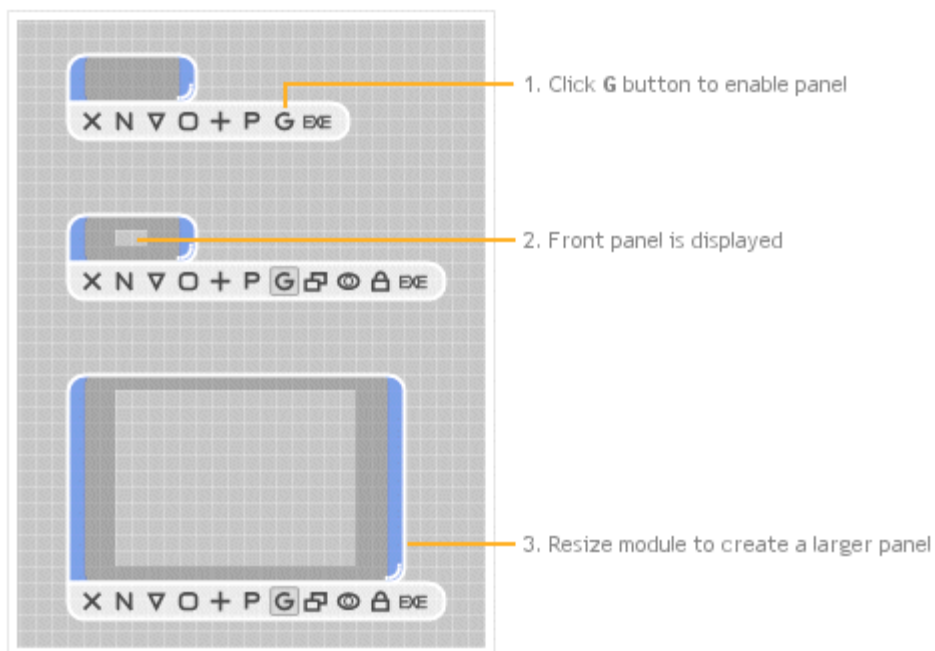 1. Click G button to enable panel
X N ▽ O + P G EXE
2. Front panel is displayed
X N ▽ O + P G EXE
3. Resize module to create a larger panel
X N ▽ O + P G EXE